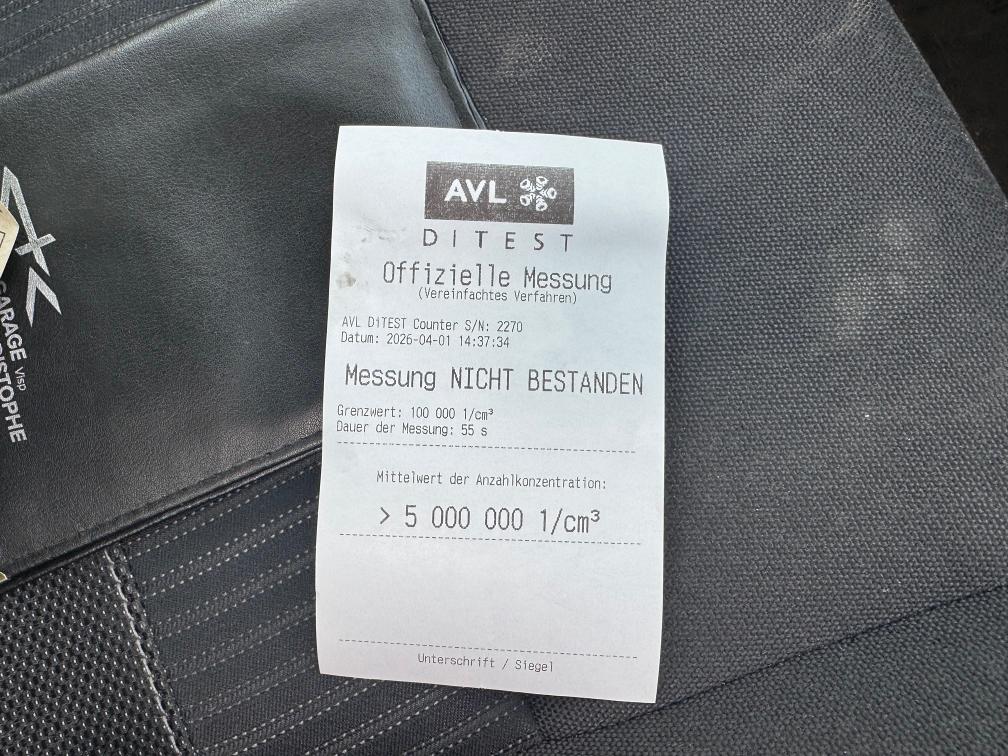 AVL
DITEST
Offizielle Messung
(Vereinfachtes Verfahren)
AVL DiTEST Counter S/N: 2270
Datum: 2026-04-01 14:37:34
Messung NICHT BESTANDEN
Grenzwert: 100 000 1/cm³
Dauer der Messung: 55 s
Mittelwert der Anzahlkonzentration:
> 5 000 000 1/cm³
Unterschrift / Siegel
GARAGE Visp